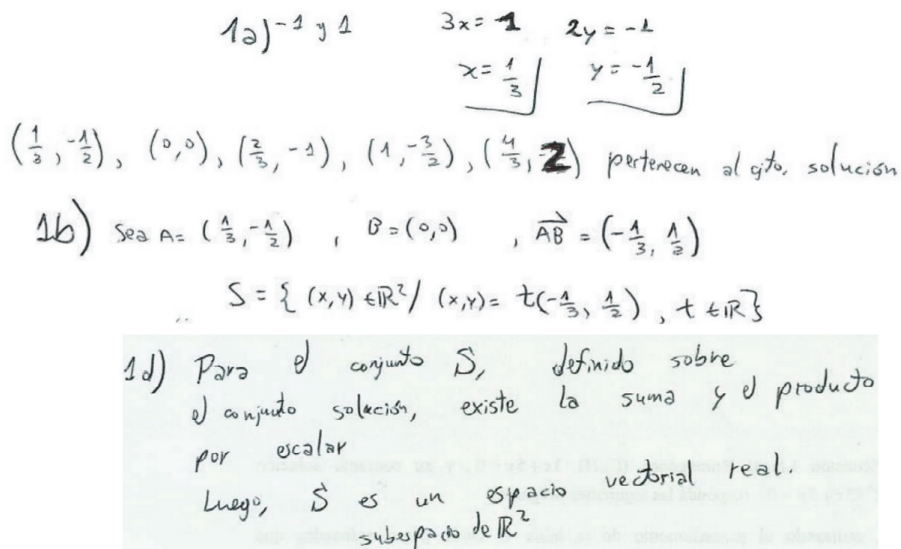 1a) -1 y 1 3x = 1 2y = -1
x = 1/3 y = -1/2
(1/3, -1/2), (0,0), (2/3, -1), (1, -3/2), (4/3, -2) pertenecen al cjto. solución
1b) Sea A = (1/3, -1/2) , B = (0,0) , AB = (-1/3, 1/2)
S = { (x,y) ∈ ℝ² / (x,y) = t(-1/3, 1/2) , t ∈ ℝ}
1d) Para el conjunto S, definido sobre
el conjunto solución, existe la suma y el producto
por escalar
Luego, S es un espacio vectorial real.
subespacio de ℝ²